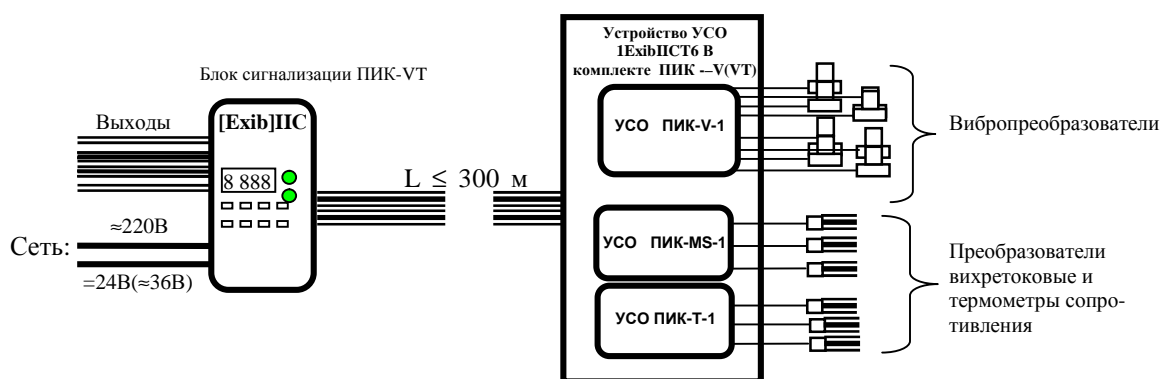 Блок сигнализации ПИК-VT
Выходы
[Exib]IIC
8 888
≈220В
Сеть:
=24В(≈36В)
L ≤ 300 м
Устройство УСО
1ExibIICT6 В
комплекте ПИК -–V(VT)
УСО ПИК-V-1
УСО ПИК-MS-1
УСО ПИК-T-1
Вибропреобразователи
Преобразователи
вихретоковые и
термометры сопро-
тивления